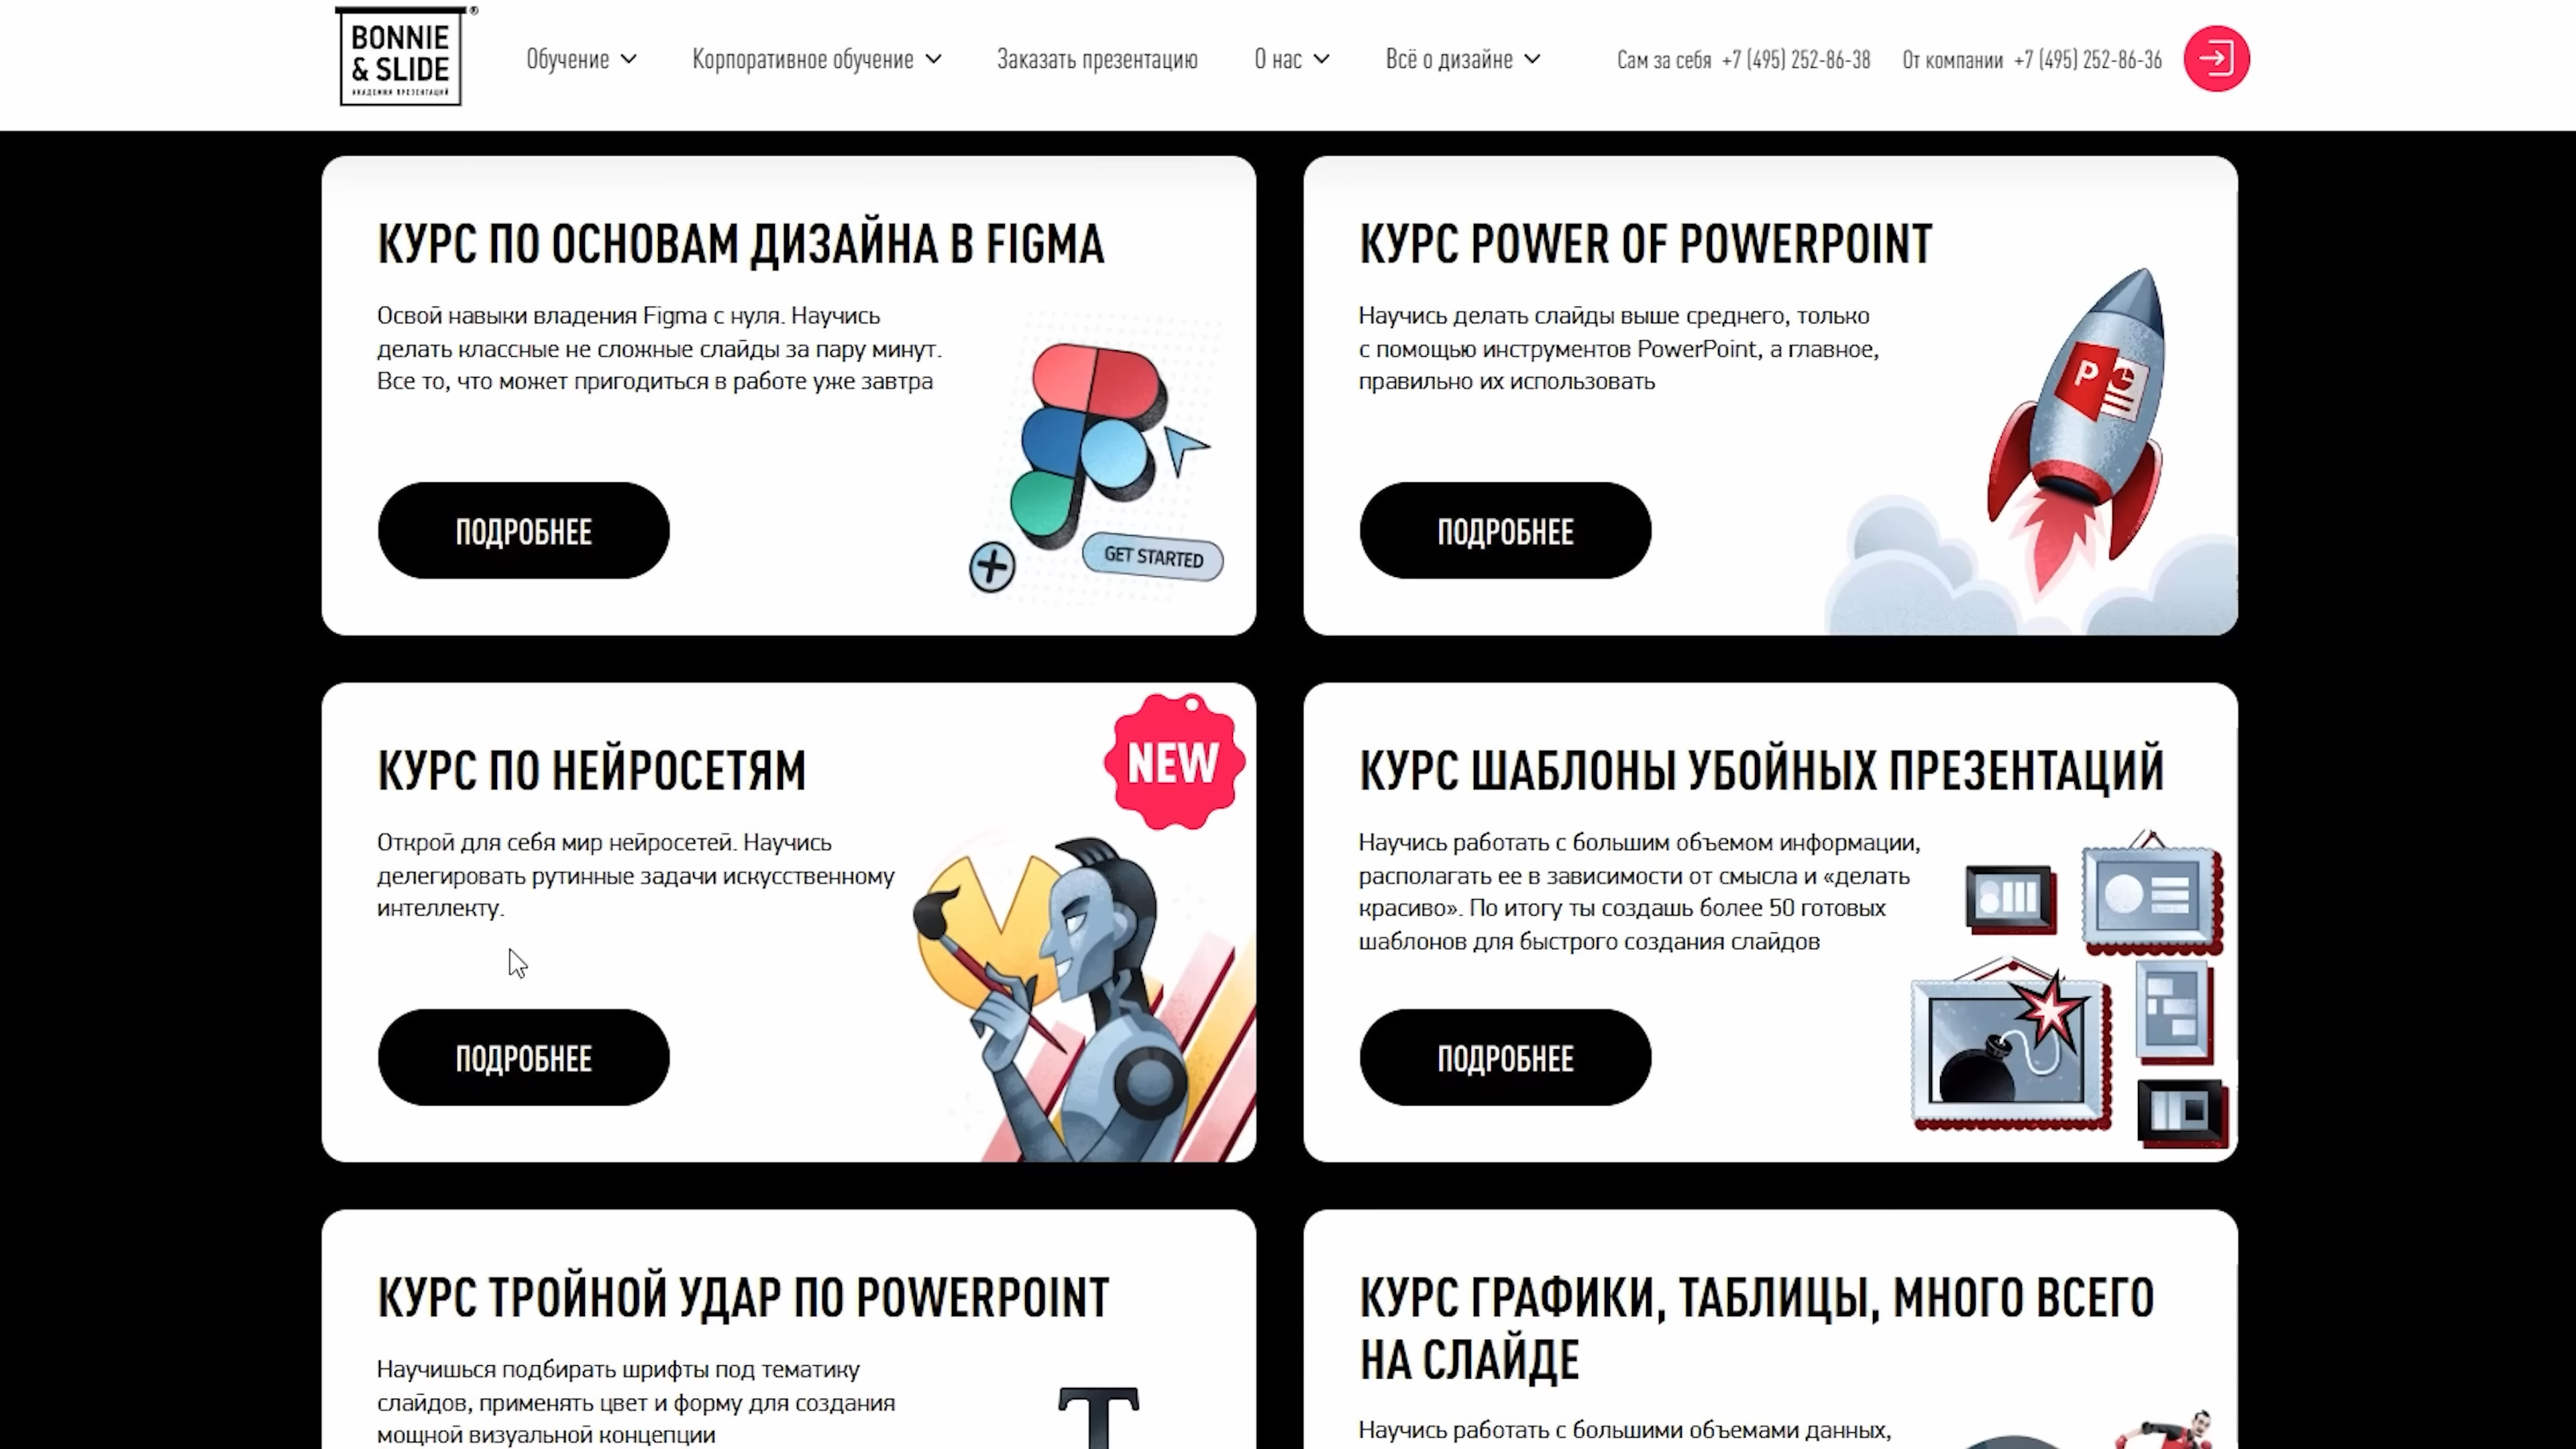 BONNIE
& SLIDE
АКАДЕМИЯ ПРЕЗЕНТАЦИЙ
®
Обучение
Корпоративное обучение
Заказать презентацию
О нас
Всё о дизайне
Сам за себя +7 (495) 252-86-38
От компании +7 (495) 252-86-36
КУРС ПО ОСНОВАМ ДИЗАЙНА В FIGMA
Освой навыки владения Figma с нуля. Научись
делать классные не сложные слайды за пару минут.
Все то, что может пригодиться в работе уже завтра
ПОДРОБНЕЕ
GET STARTED
КУРС POWER OF POWERPOINT
Научись делать слайды выше среднего, только
с помощью инструментов PowerPoint, а главное,
правильно их использовать
ПОДРОБНЕЕ
P
КУРС ПО НЕЙРОСЕТЯМ
NEW
Открой для себя мир нейросетей. Научись
делегировать рутинные задачи искусственному
интеллекту.
ПОДРОБНЕЕ
КУРС ШАБЛОНЫ УБОЙНЫХ ПРЕЗЕНТАЦИЙ
Научись работать с большим объемом информации,
располагать ее в зависимости от смысла и «делать
красиво». По итогу ты создашь более 50 готовых
шаблонов для быстрого создания слайдов
ПОДРОБНЕЕ
КУРС ТРОЙНОЙ УДАР ПО POWERPOINT
Научишься подбирать шрифты под тематику
слайдов, применять цвет и форму для создания
мощной визуальной концепции
T
КУРС ГРАФИКИ, ТАБЛИЦЫ, МНОГО ВСЕГО
НА СЛАЙДЕ
Научись работать с большими объемами данных,